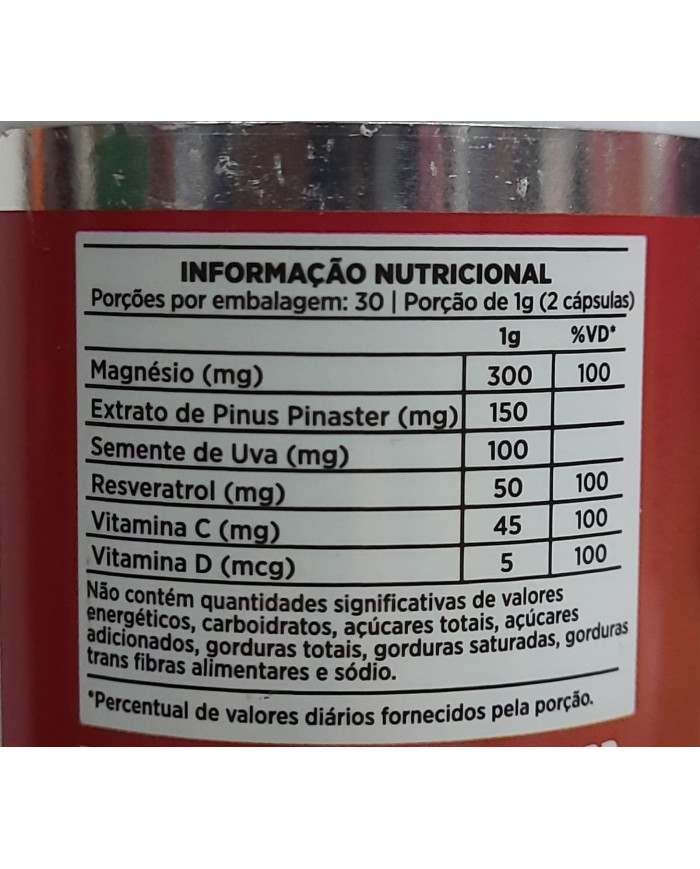 INFORMAÇÃO NUTRICIONAL
Porções por embalagem: 30 | Porção de 1g (2 cápsulas)
1g %VD*
Magnésio (mg) 300 100
Extrato de Pinus Pinaster (mg) 150
Semente de Uva (mg) 100
Resveratrol (mg) 50 100
Vitamina C (mg) 45 100
Vitamina D (mcg) 5 100
Não contém quantidades significativas de valores
energéticos, carboidratos, açúcares totais, açúcares
adicionados, gorduras totais, gorduras saturadas, gorduras
trans fibras alimentares e sódio.
*Percentual de valores diários fornecidos pela porção.